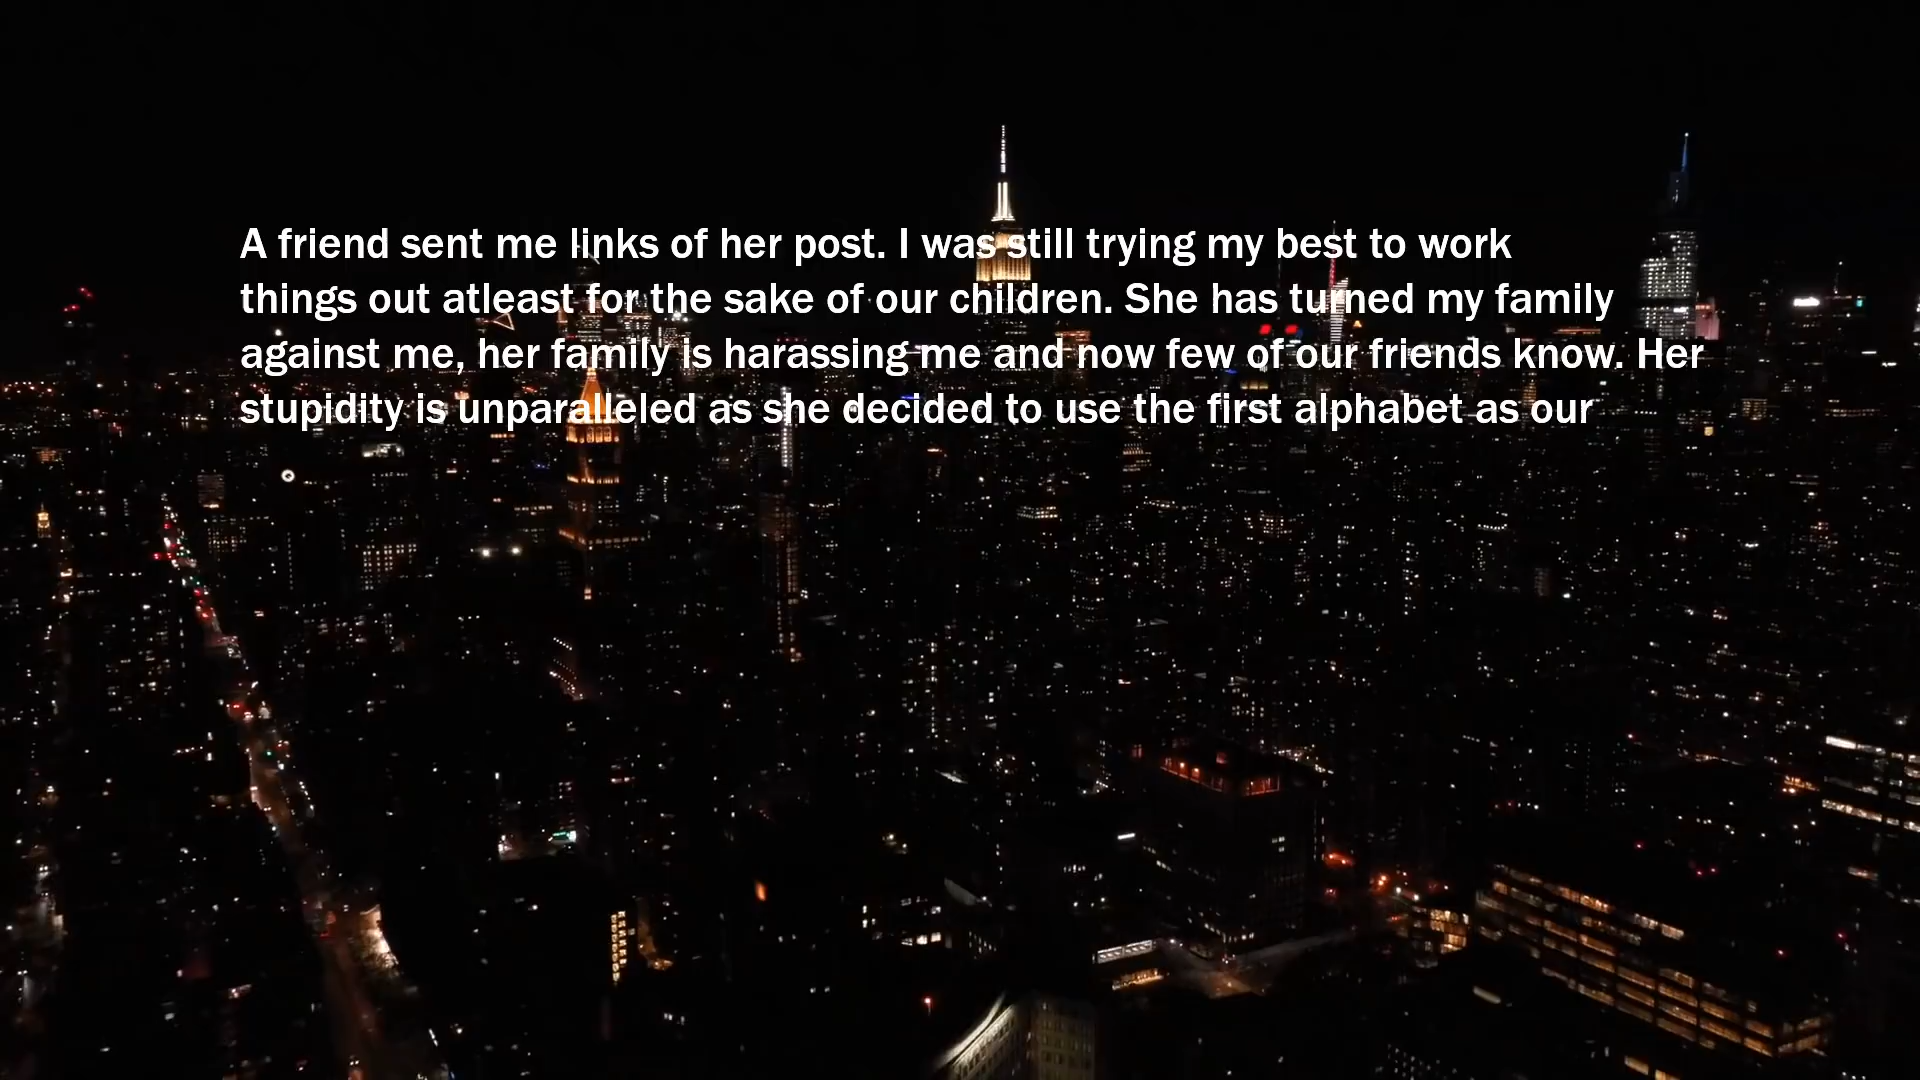 A friend sent me links of her post. I was still trying my best to work
things out atleast for the sake of our children. She has turned my family
against me, her family is harassing me and now few of our friends know. Her
stupidity is unparalleled as she decided to use the first alphabet as our